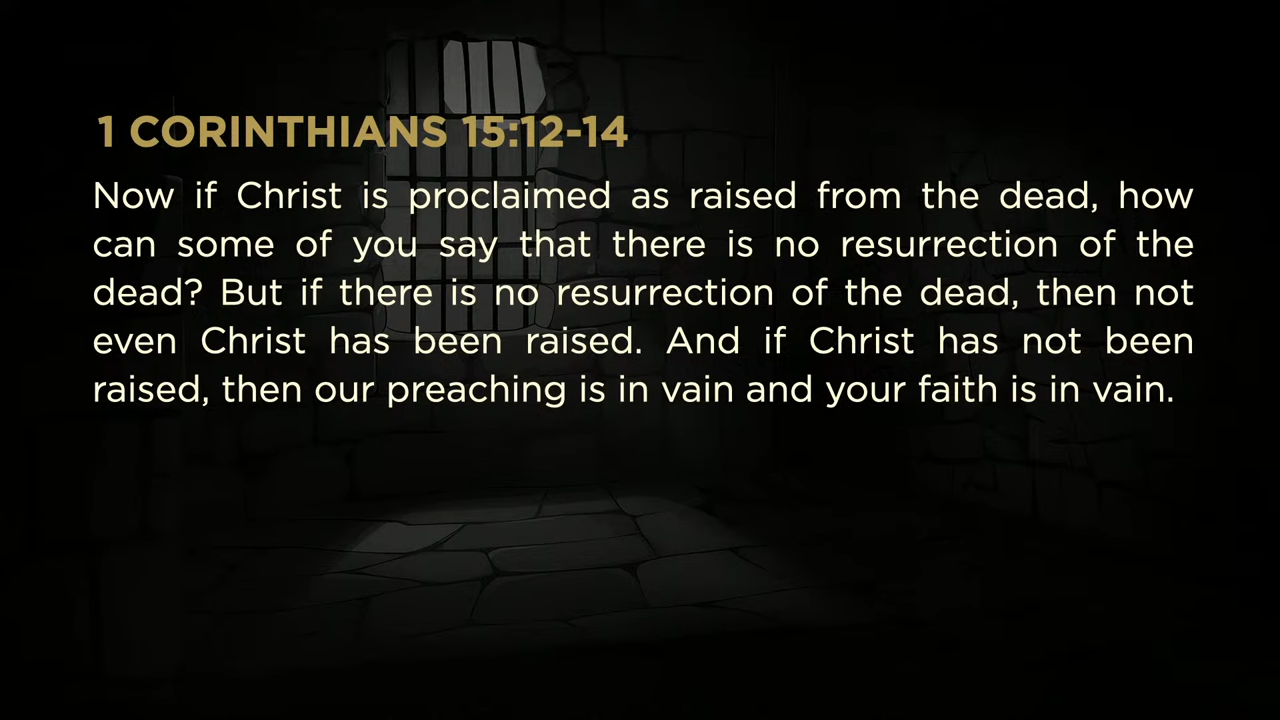 1 CORINTHIANS 15:12-14
Now if Christ is proclaimed as raised from the dead, how
can some of you say that there is no resurrection of the
dead? But if there is no resurrection of the dead, then not
even Christ has been raised. And if Christ has not been
raised, then our preaching is in vain and your faith is in vain.